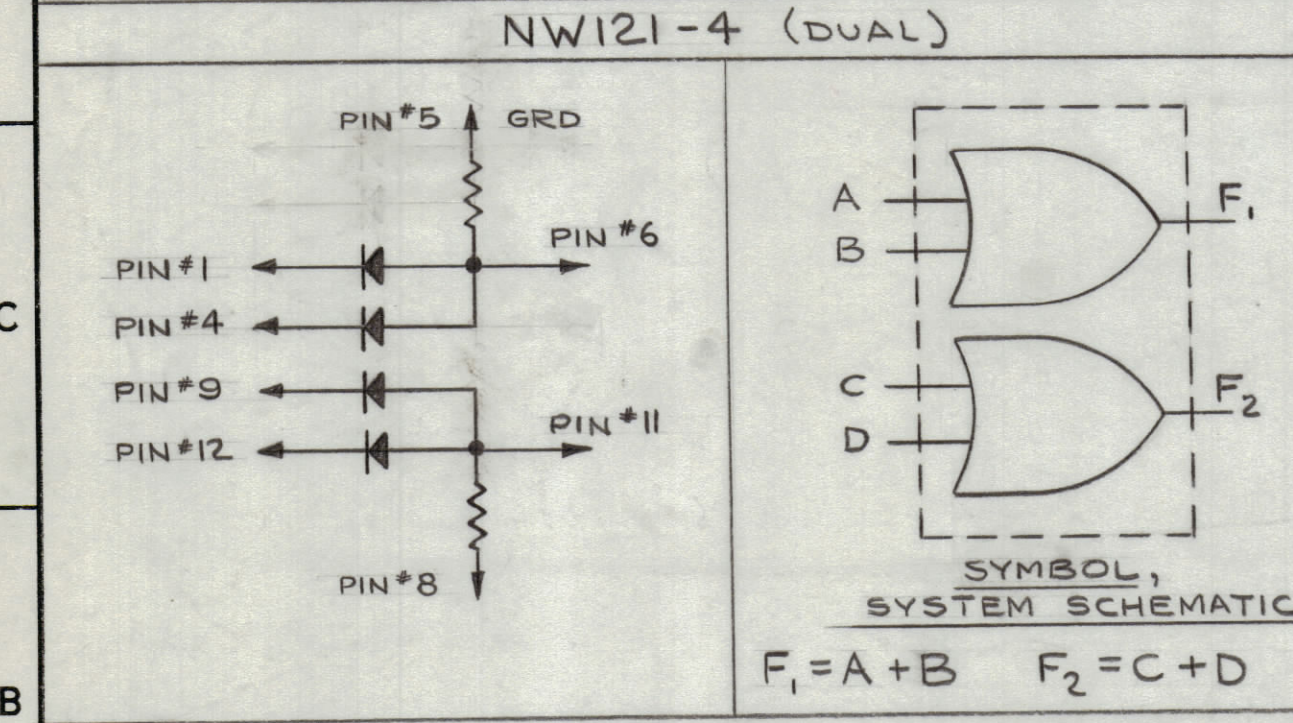 NW121-4 (DUAL)
PIN #5 GRD
PIN #6
PIN #1
PIN #4
PIN #9
PIN #11
PIN #12
PIN #8
A
B
F₁
C
D
F₂
SYMBOL,
SYSTEM SCHEMATIC
F₁ = A + B F₂ = C + D
C
B